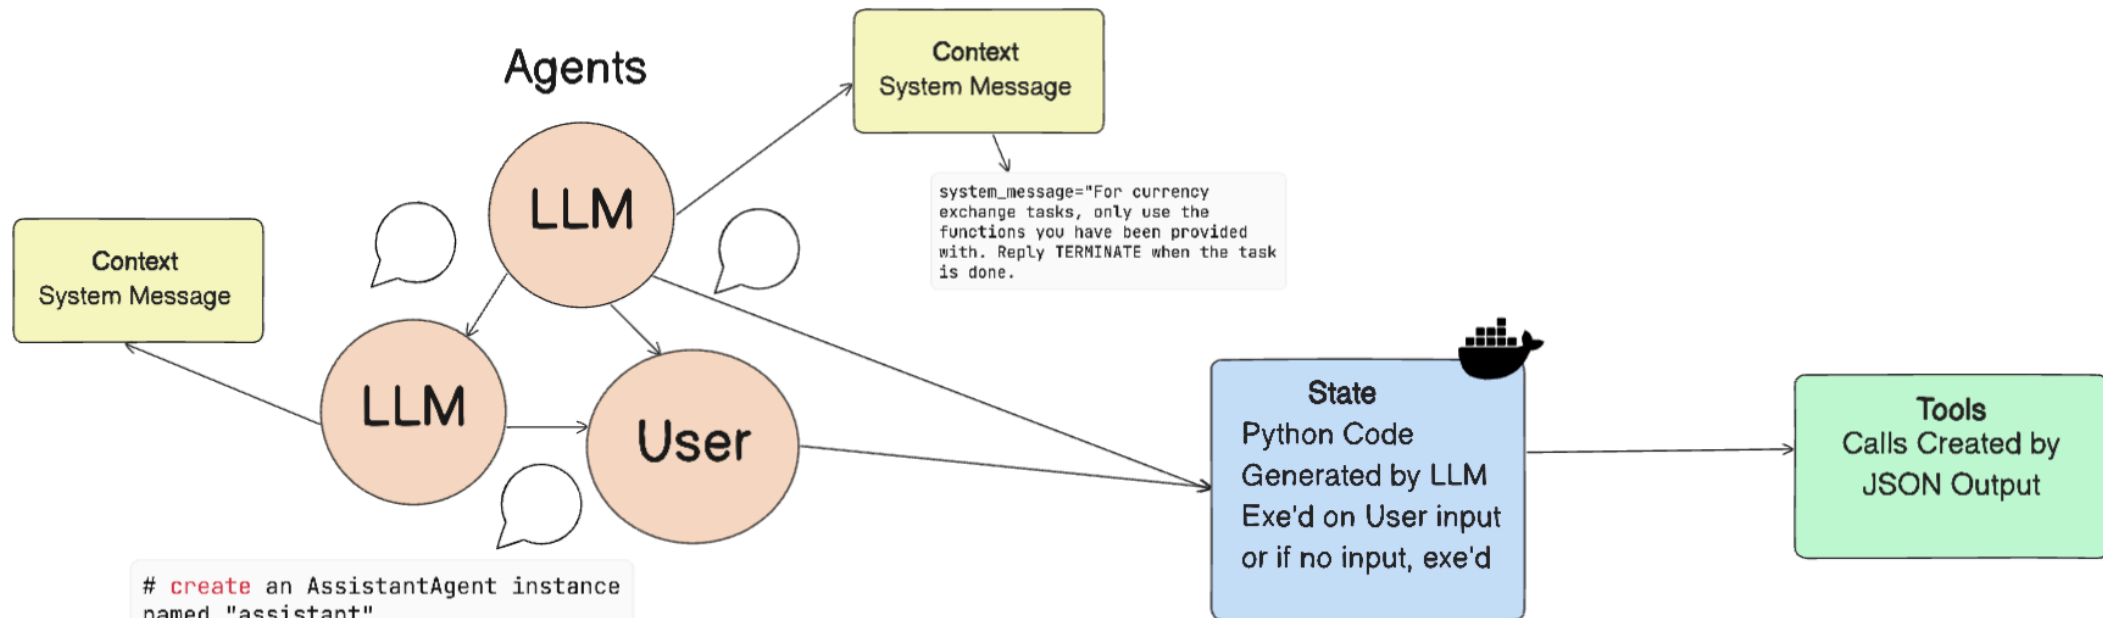 Agents
Context
System Message
LLM
system_message="For currency
exchange tasks, only use the
functions you have been provided
with. Reply TERMINATE when the task
is done.
Context
System Message
LLM
User
State
Python Code
Generated by LLM
Exe'd on User input
or if no input, exe'd
Tools
Calls Created by
JSON Output
# create an AssistantAgent instance
named "assistant"